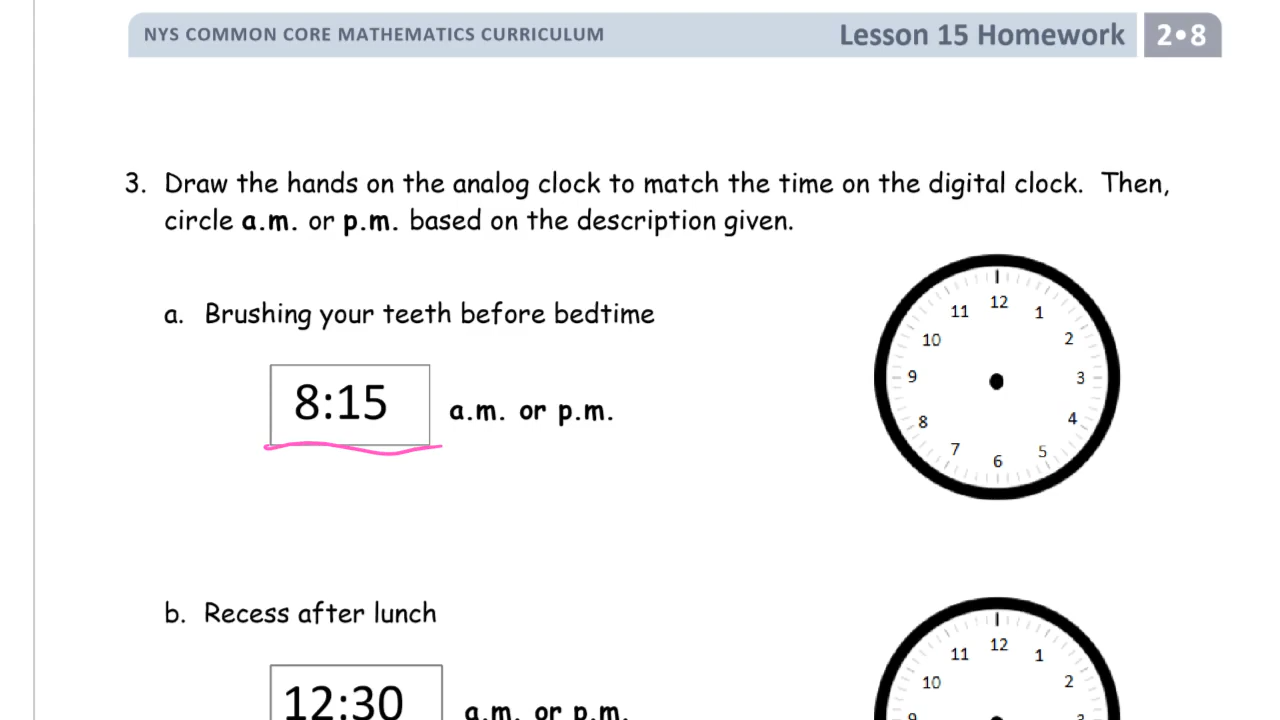 NYS COMMON CORE MATHEMATICS CURRICULUM Lesson 15 Homework 2•8
3. Draw the hands on the analog clock to match the time on the digital clock. Then,
circle a.m. or p.m. based on the description given.
a. Brushing your teeth before bedtime
8:15 a.m. or p.m.
12
11 1
10 2
9 3
8 4
7 5
6
b. Recess after lunch
12:30 a.m. or p.m.
12
11 1
10 2
9 3